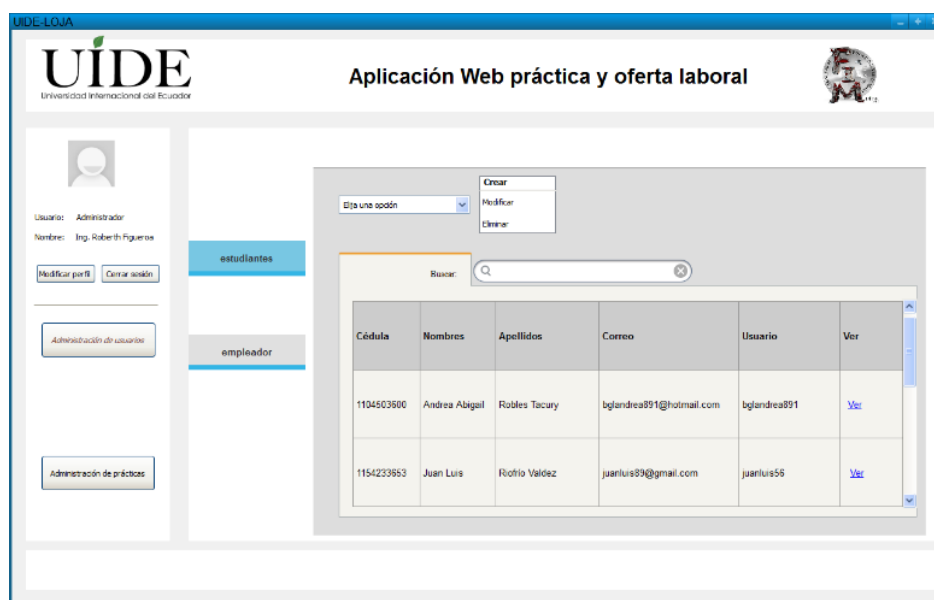 UIDE-LOJA
UIDE
Universidad Internacional del Ecuador
Aplicación Web práctica y oferta laboral
Usuario: Administrador
Nombre: Ing. Roberth Figueroa
Modificar perfil
Cerrar sesión
Administración de usuarios
Administración de prácticas
estudiantes
empleador
Elija una opción
Crear
Modificar
Eliminar
Buscar:
Cédula Nombres Apellidos Correo Usuario Ver
1104503600 Andrea Abigail Robles Tacury bglandrea891@hotmail.com bglandrea891 Ver
1154233653 Juan Luis Riofrío Valdez juanluis89@gmail.com juanluis56 Ver